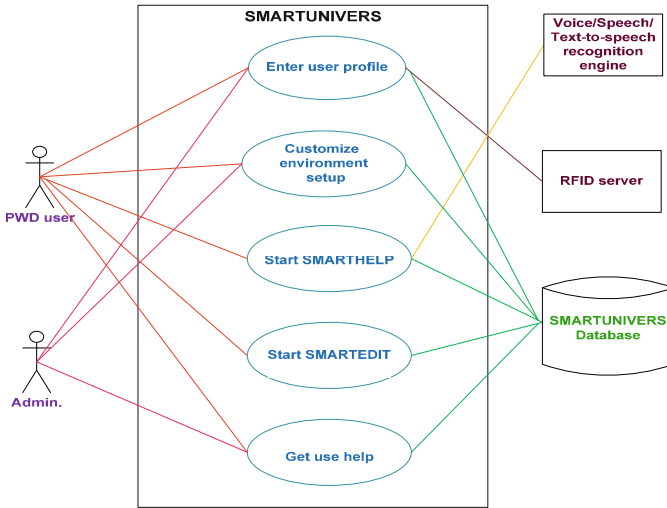 SMARTUNIVERS
Enter user profile
Customize
environment
setup
Start SMARTHELP
Start SMARTEDIT
Get use help
PWD user
Admin.
Voice/Speech/
Text-to-speech
recognition
engine
RFID server
SMARTUNIVERS
Database